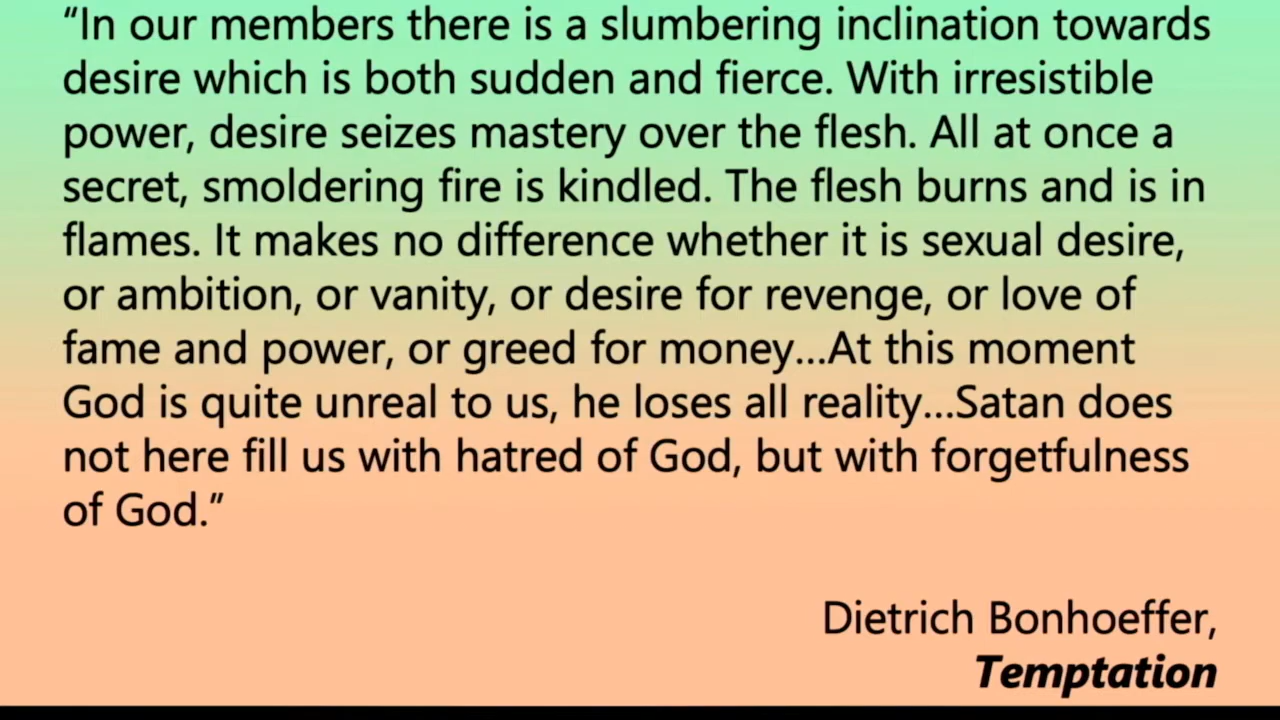 “In our members there is a slumbering inclination towards
desire which is both sudden and fierce. With irresistible
power, desire seizes mastery over the flesh. All at once a
secret, smoldering fire is kindled. The flesh burns and is in
flames. It makes no difference whether it is sexual desire,
or ambition, or vanity, or desire for revenge, or love of
fame and power, or greed for money…At this moment
God is quite unreal to us, he loses all reality…Satan does
not here fill us with hatred of God, but with forgetfulness
of God.”
Dietrich Bonhoeffer,
Temptation